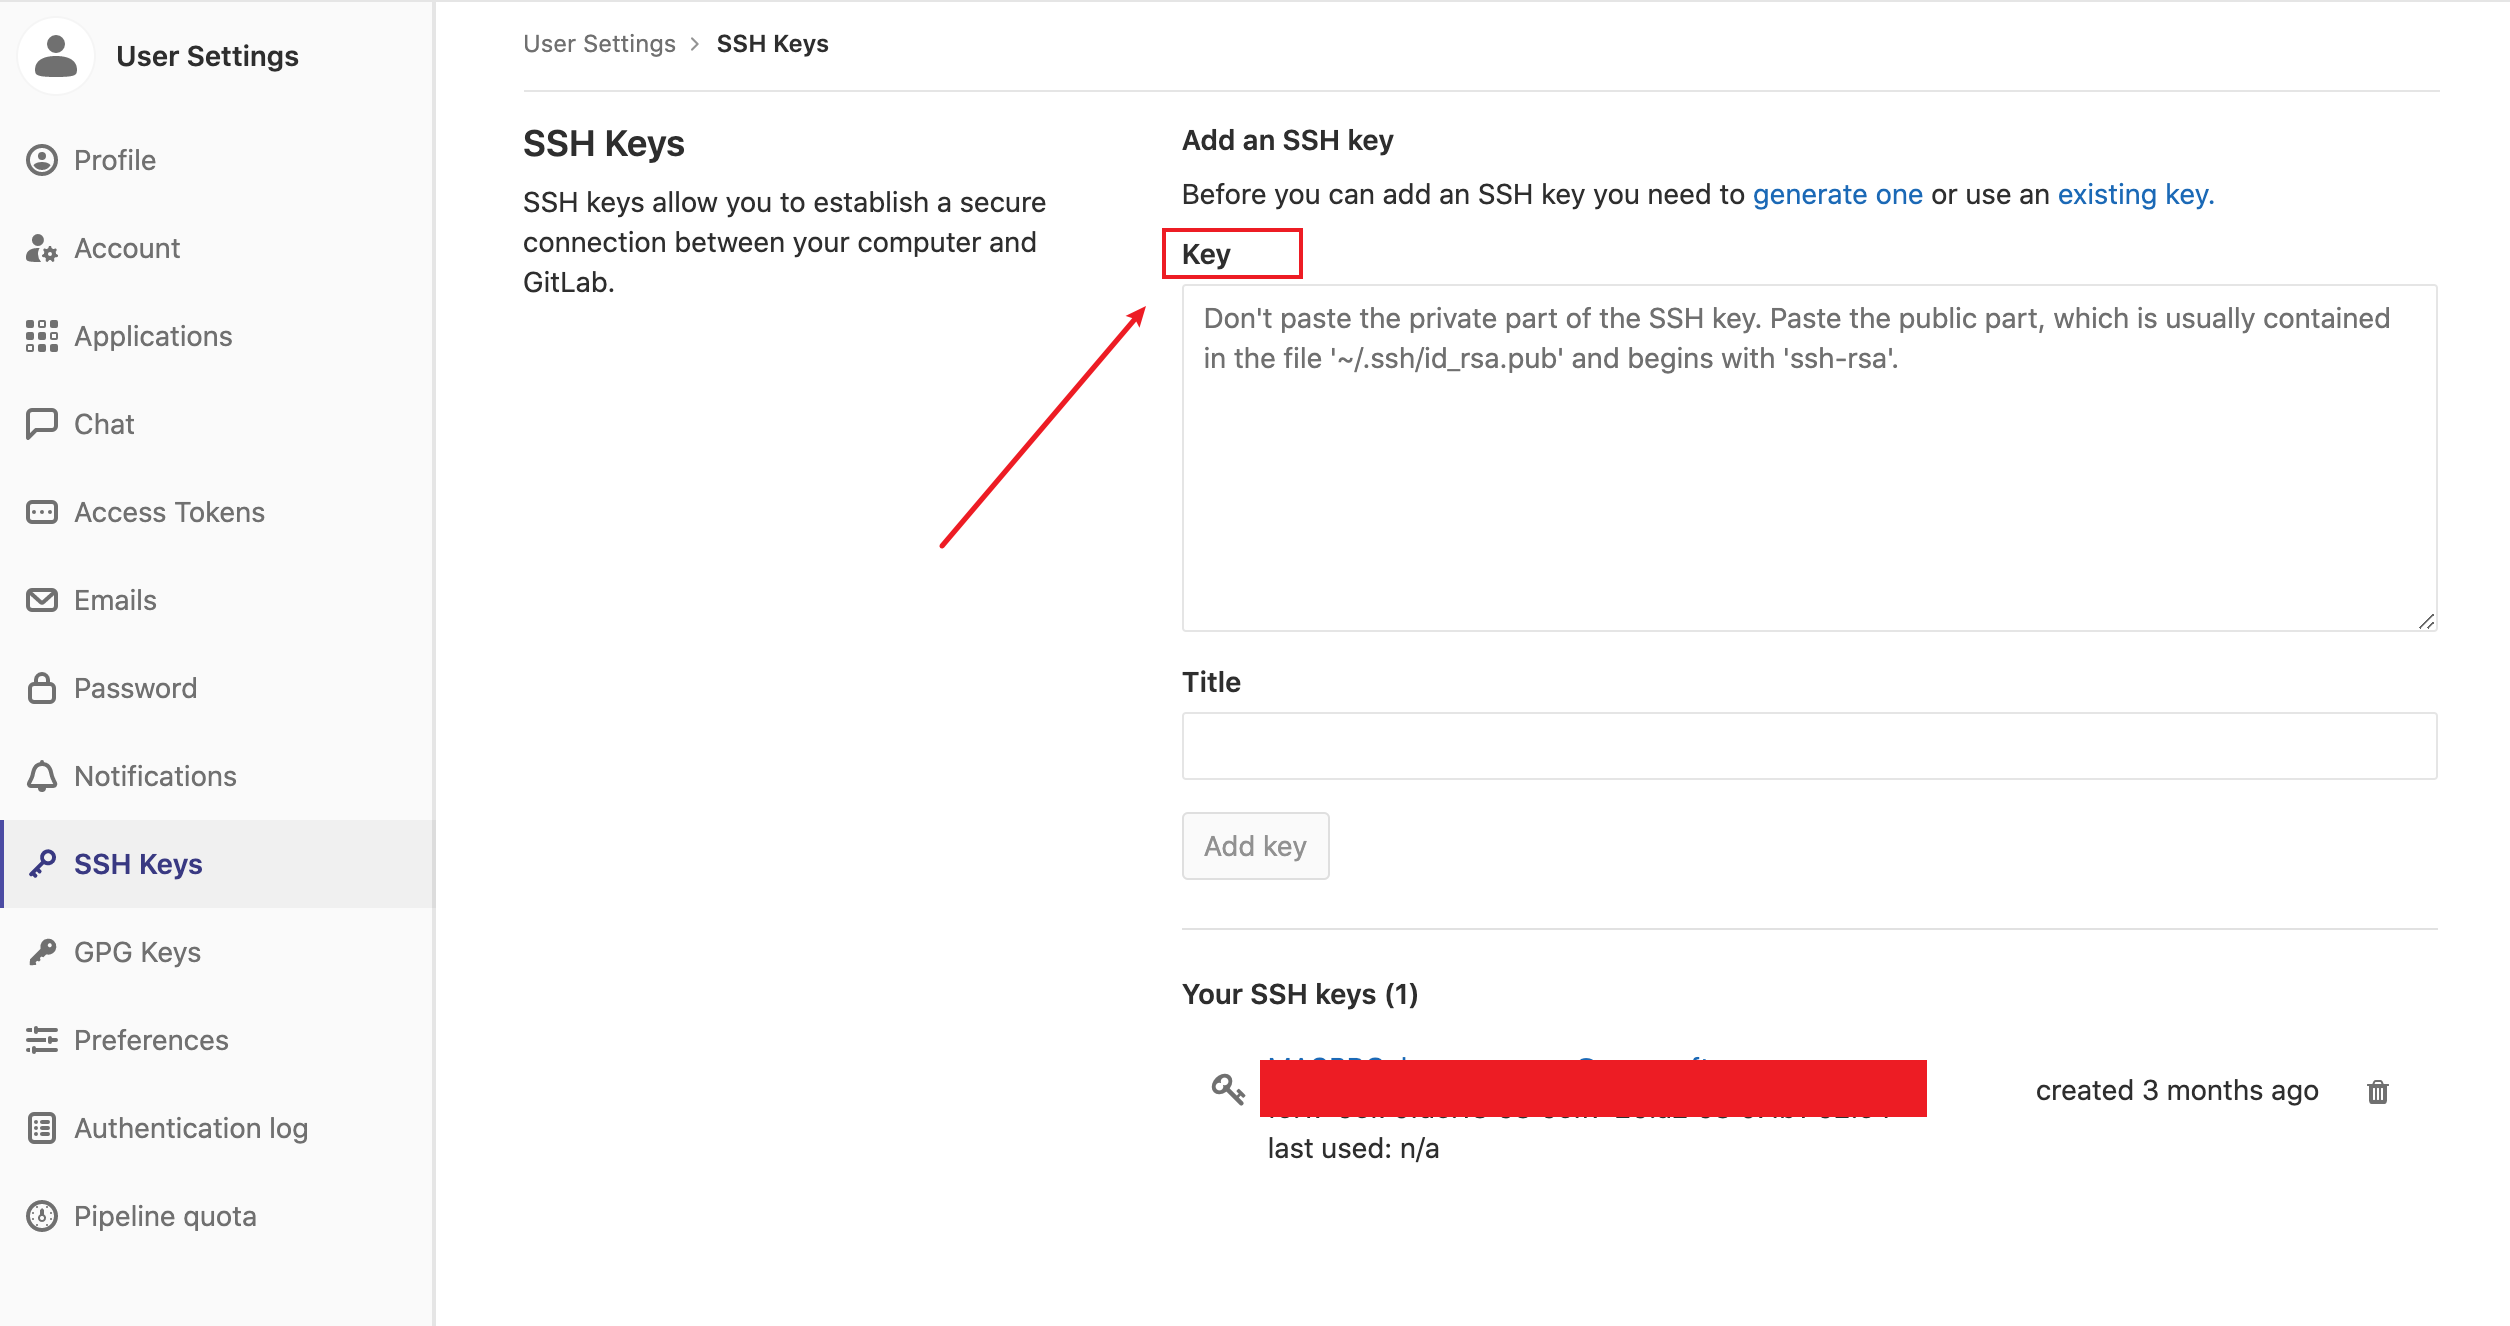 User Settings
Profile
Account
Applications
Chat
Access Tokens
Emails
Password
Notifications
SSH Keys
GPG Keys
Preferences
Authentication log
Pipeline quota
User Settings > SSH Keys
SSH Keys
SSH keys allow you to establish a secure
connection between your computer and
GitLab.
Add an SSH key
Before you can add an SSH key you need to generate one or use an existing key.
Key
Don't paste the private part of the SSH key. Paste the public part, which is usually contained
in the file '~/.ssh/id_rsa.pub' and begins with 'ssh-rsa'.
Title
Add key
Your SSH keys (1)
created 3 months ago
last used: n/a